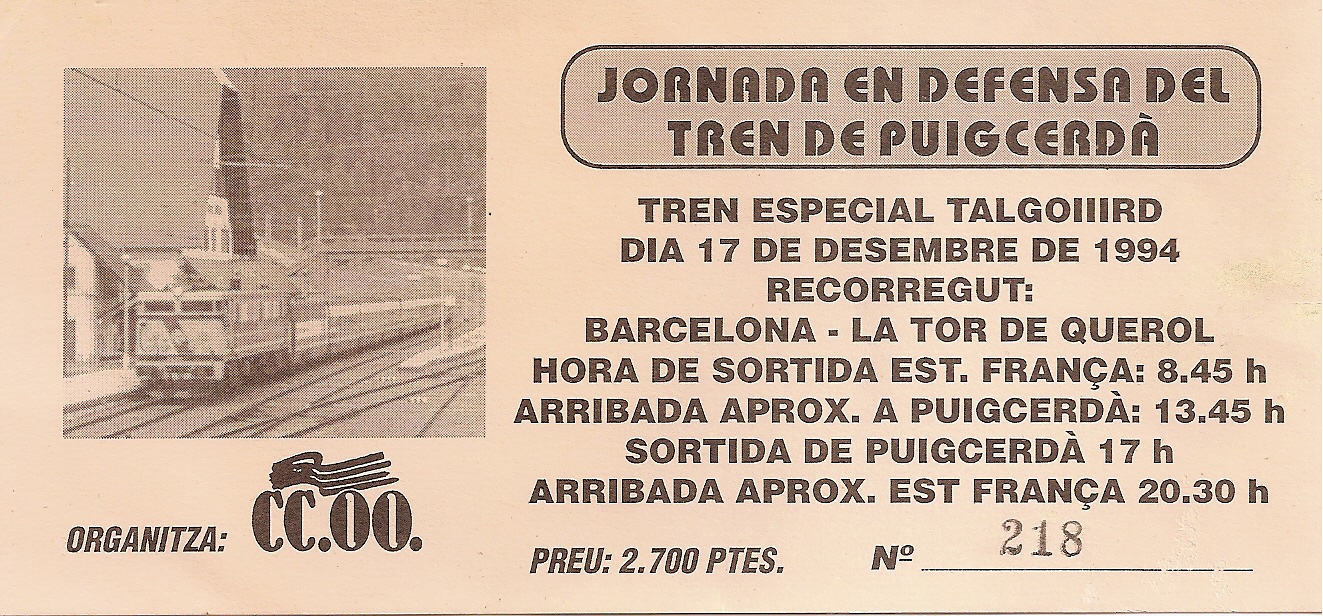 JORNADA EN DEFENSA DEL
TREN DE PUIGCERDÀ
TREN ESPECIAL TALGOIIIRD
DIA 17 DE DESEMBRE DE 1994
RECORREGUT:
BARCELONA - LA TOR DE QUEROL
HORA DE SORTIDA EST. FRANÇA: 8.45 h
ARRIBADA APROX. A PUIGCERDÀ: 13.45 h
SORTIDA DE PUIGCERDÀ 17 h
ARRIBADA APROX. EST FRANÇA 20.30 h
ORGANITZA: CC.OO.
PREU: 2.700 PTES. Nº 218